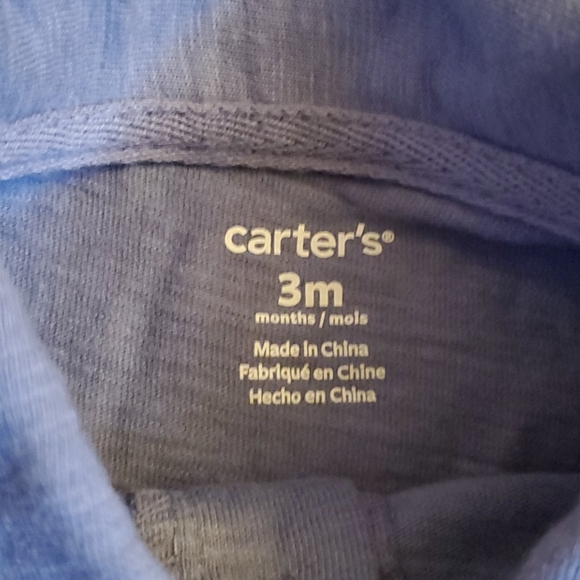 carter's®
3m
months / mois
Made in China
Fabriqué en Chine
Hecho en China